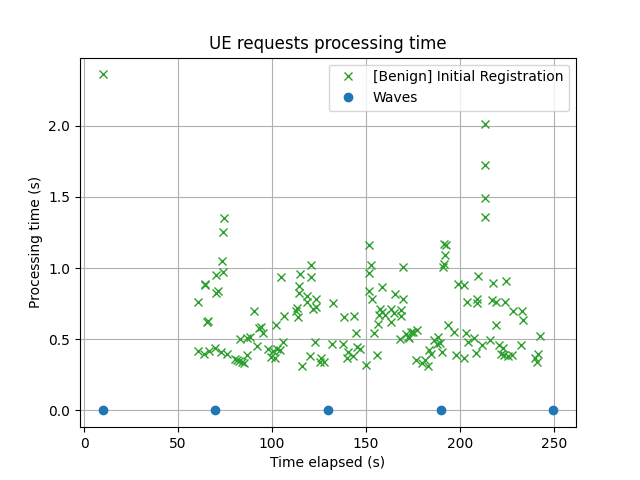 UE requests processing time
[Benign] Initial Registration
Waves
Processing time (s)
2.0
1.5
1.0
0.5
0.0
0 50 100 150 200 250
Time elapsed (s)